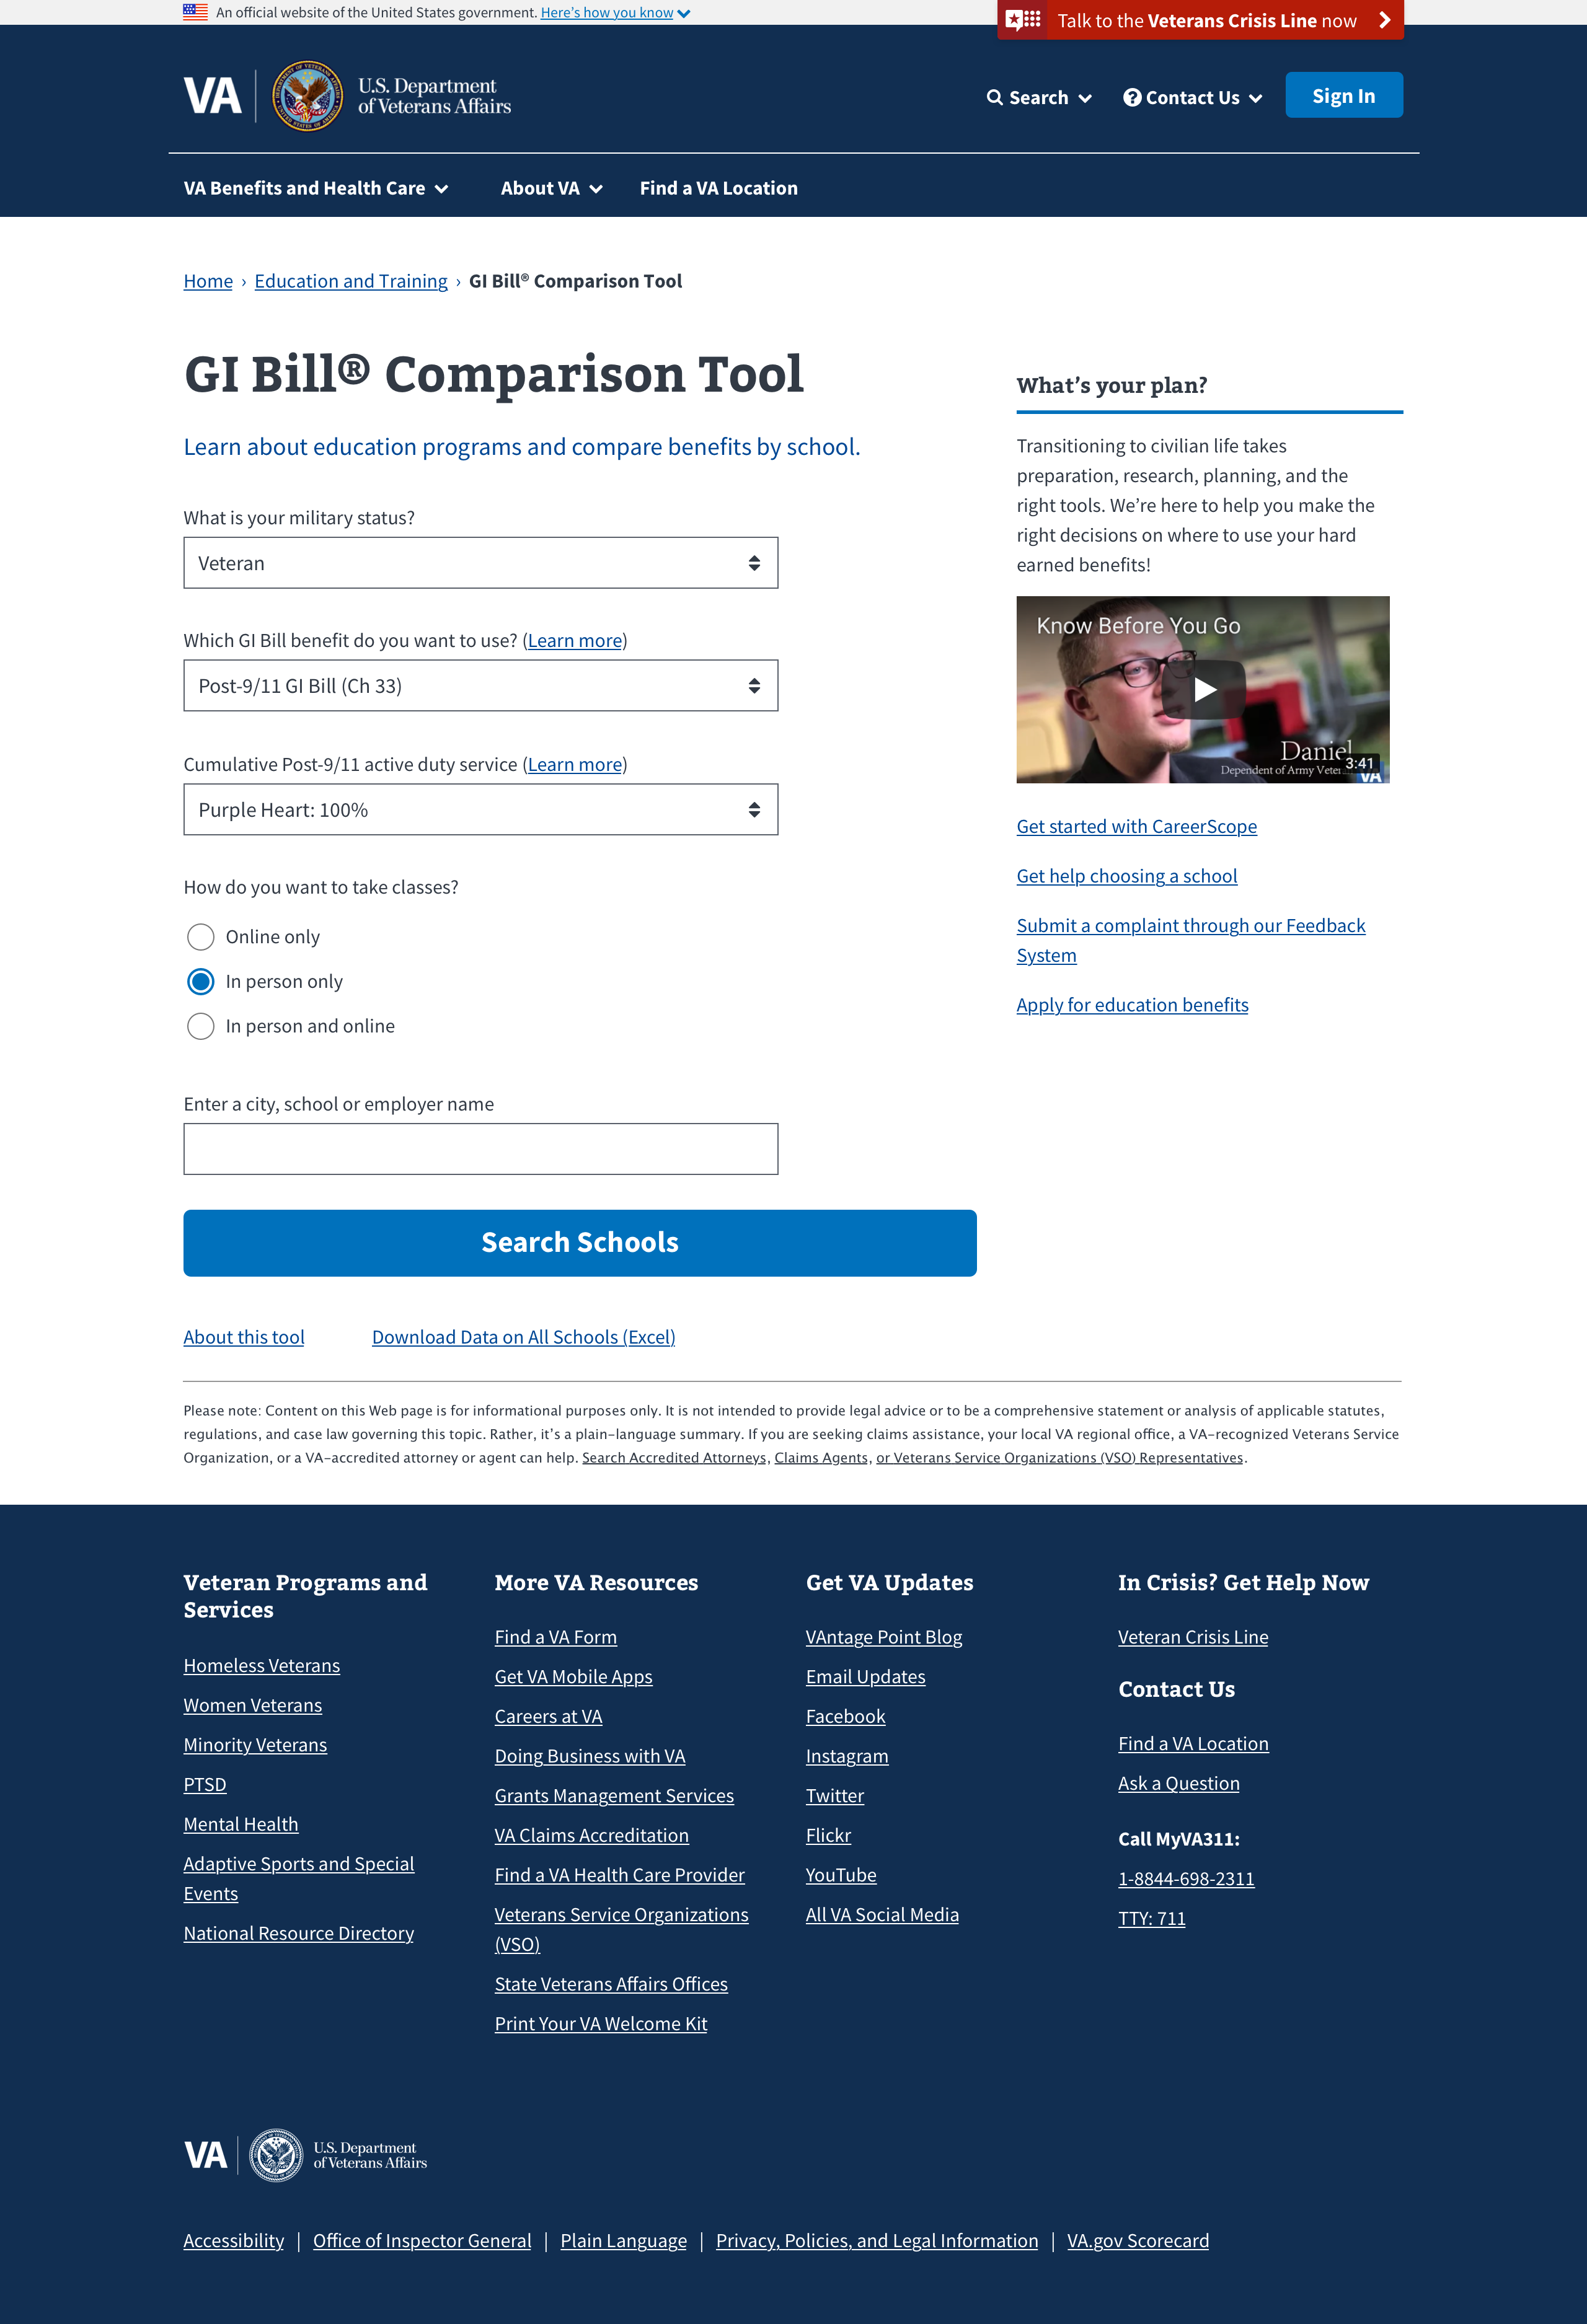 An official website of the United States government. Here's how you know
Talk to the Veterans Crisis Line now
VA
U.S. Department
of Veterans Affairs
Search
Contact Us
Sign In
VA Benefits and Health Care
About VA
Find a VA Location
Home › Education and Training › GI Bill® Comparison Tool
GI Bill® Comparison Tool
Learn about education programs and compare benefits by school.
What is your military status?
Veteran
Which GI Bill benefit do you want to use? (Learn more)
Post-9/11 GI Bill (Ch 33)
Cumulative Post-9/11 active duty service (Learn more)
Purple Heart: 100%
How do you want to take classes?
Online only
In person only
In person and online
Enter a city, school or employer name
Search Schools
About this tool
Download Data on All Schools (Excel)
What's your plan?
Transitioning to civilian life takes
preparation, research, planning, and the
right tools. We're here to help you make the
right decisions on where to use your hard
earned benefits!
Know Before You Go
Daniel
Dependent of Army
3:41
VA
Get started with CareerScope
Get help choosing a school
Submit a complaint through our Feedback
System
Apply for education benefits
Please note: Content on this Web page is for informational purposes only. It is not intended to provide legal advice or to be a comprehensive statement or analysis of applicable statutes,
regulations, and case law governing this topic. Rather, it's a plain-language summary. If you are seeking claims assistance, your local VA regional office, a VA-recognized Veterans Service
Organization, or a VA-accredited attorney or agent can help. Search Accredited Attorneys, Claims Agents, or Veterans Service Organizations (VSO) Representatives.
Veteran Programs and
Services
Homeless Veterans
Women Veterans
Minority Veterans
PTSD
Mental Health
Adaptive Sports and Special
Events
National Resource Directory
More VA Resources
Find a VA Form
Get VA Mobile Apps
Careers at VA
Doing Business with VA
Grants Management Services
VA Claims Accreditation
Find a VA Health Care Provider
Veterans Service Organizations
(VSO)
State Veterans Affairs Offices
Print Your VA Welcome Kit
Get VA Updates
VAntage Point Blog
Email Updates
Facebook
Instagram
Twitter
Flickr
YouTube
All VA Social Media
In Crisis? Get Help Now
Veteran Crisis Line
Contact Us
Find a VA Location
Ask a Question
Call MyVA311:
1-8844-698-2311
TTY: 711
VA
U.S. Department
of Veterans Affairs
Accessibility | Office of Inspector General | Plain Language | Privacy, Policies, and Legal Information | VA.gov Scorecard